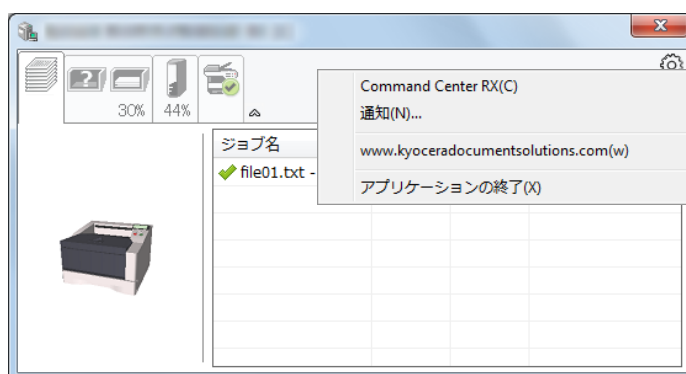 30% 44%
Command Center RX(C)
通知(N)...
www.kyoceradocumentsolutions.com(w)
アプリケーションの終了(X)
ジョブ名
file01.txt -